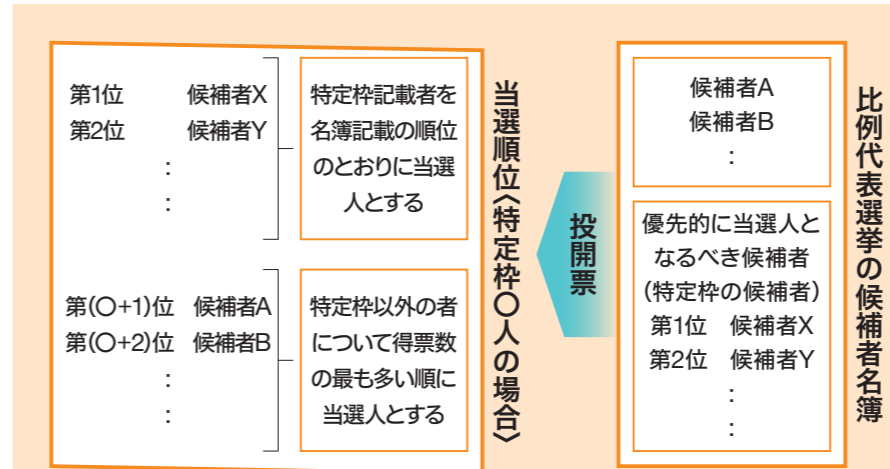 比例代表選挙の候補者名簿
候補者A
候補者B
:
優先的に当選人と
なるべき候補者
(特定枠の候補者)
第1位 候補者X
第2位 候補者Y
:
:
投開票
当選順位〈特定枠〇人の場合〉
第1位 候補者X
第2位 候補者Y
:
:
特定枠記載者を
名簿記載の順位
のとおりに当選
人とする
第(〇+1)位 候補者A
第(〇+2)位 候補者B
:
:
特定枠以外の者
について得票数
の最も多い順に
当選人とする